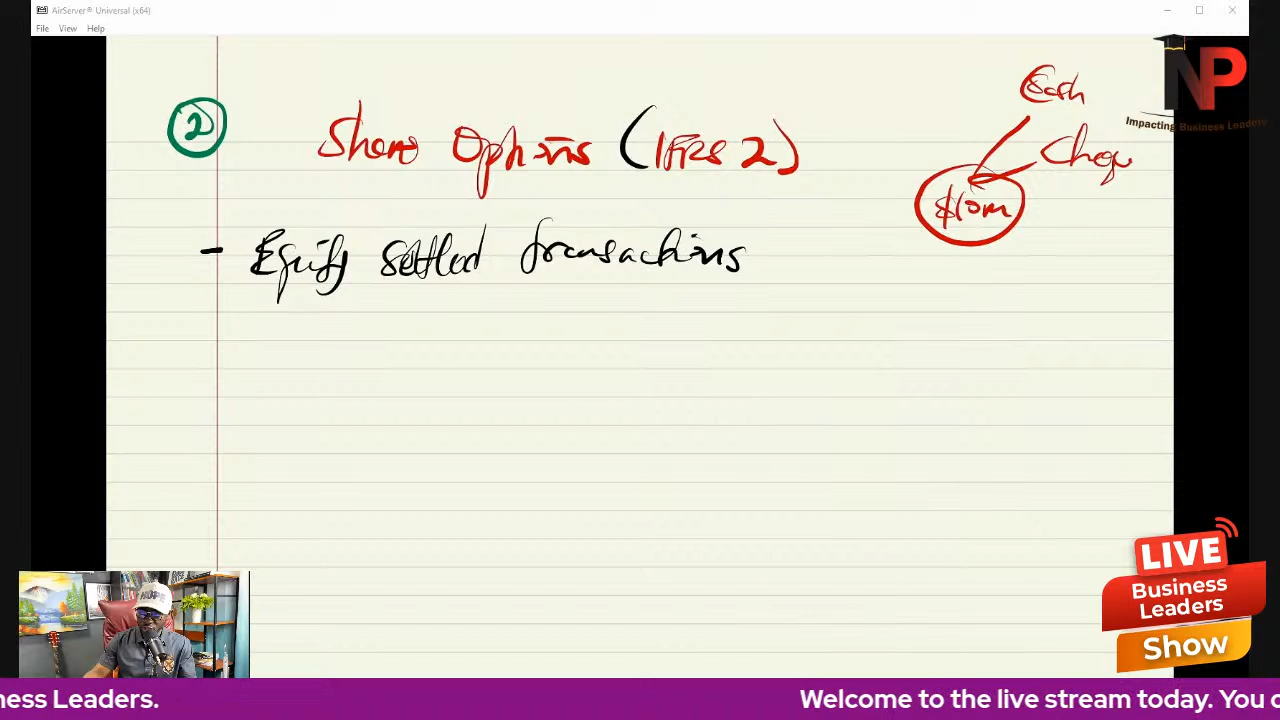 AirServer® Universal (x64)
File View Help
2
Share Options (IFRS 2)
Cash
Cheque
$10m
- Equity settled transactions
NP
Impacting Business Leaders
LIVE
Business
Leaders
Show
ness Leaders.
Welcome to the live stream today. You c